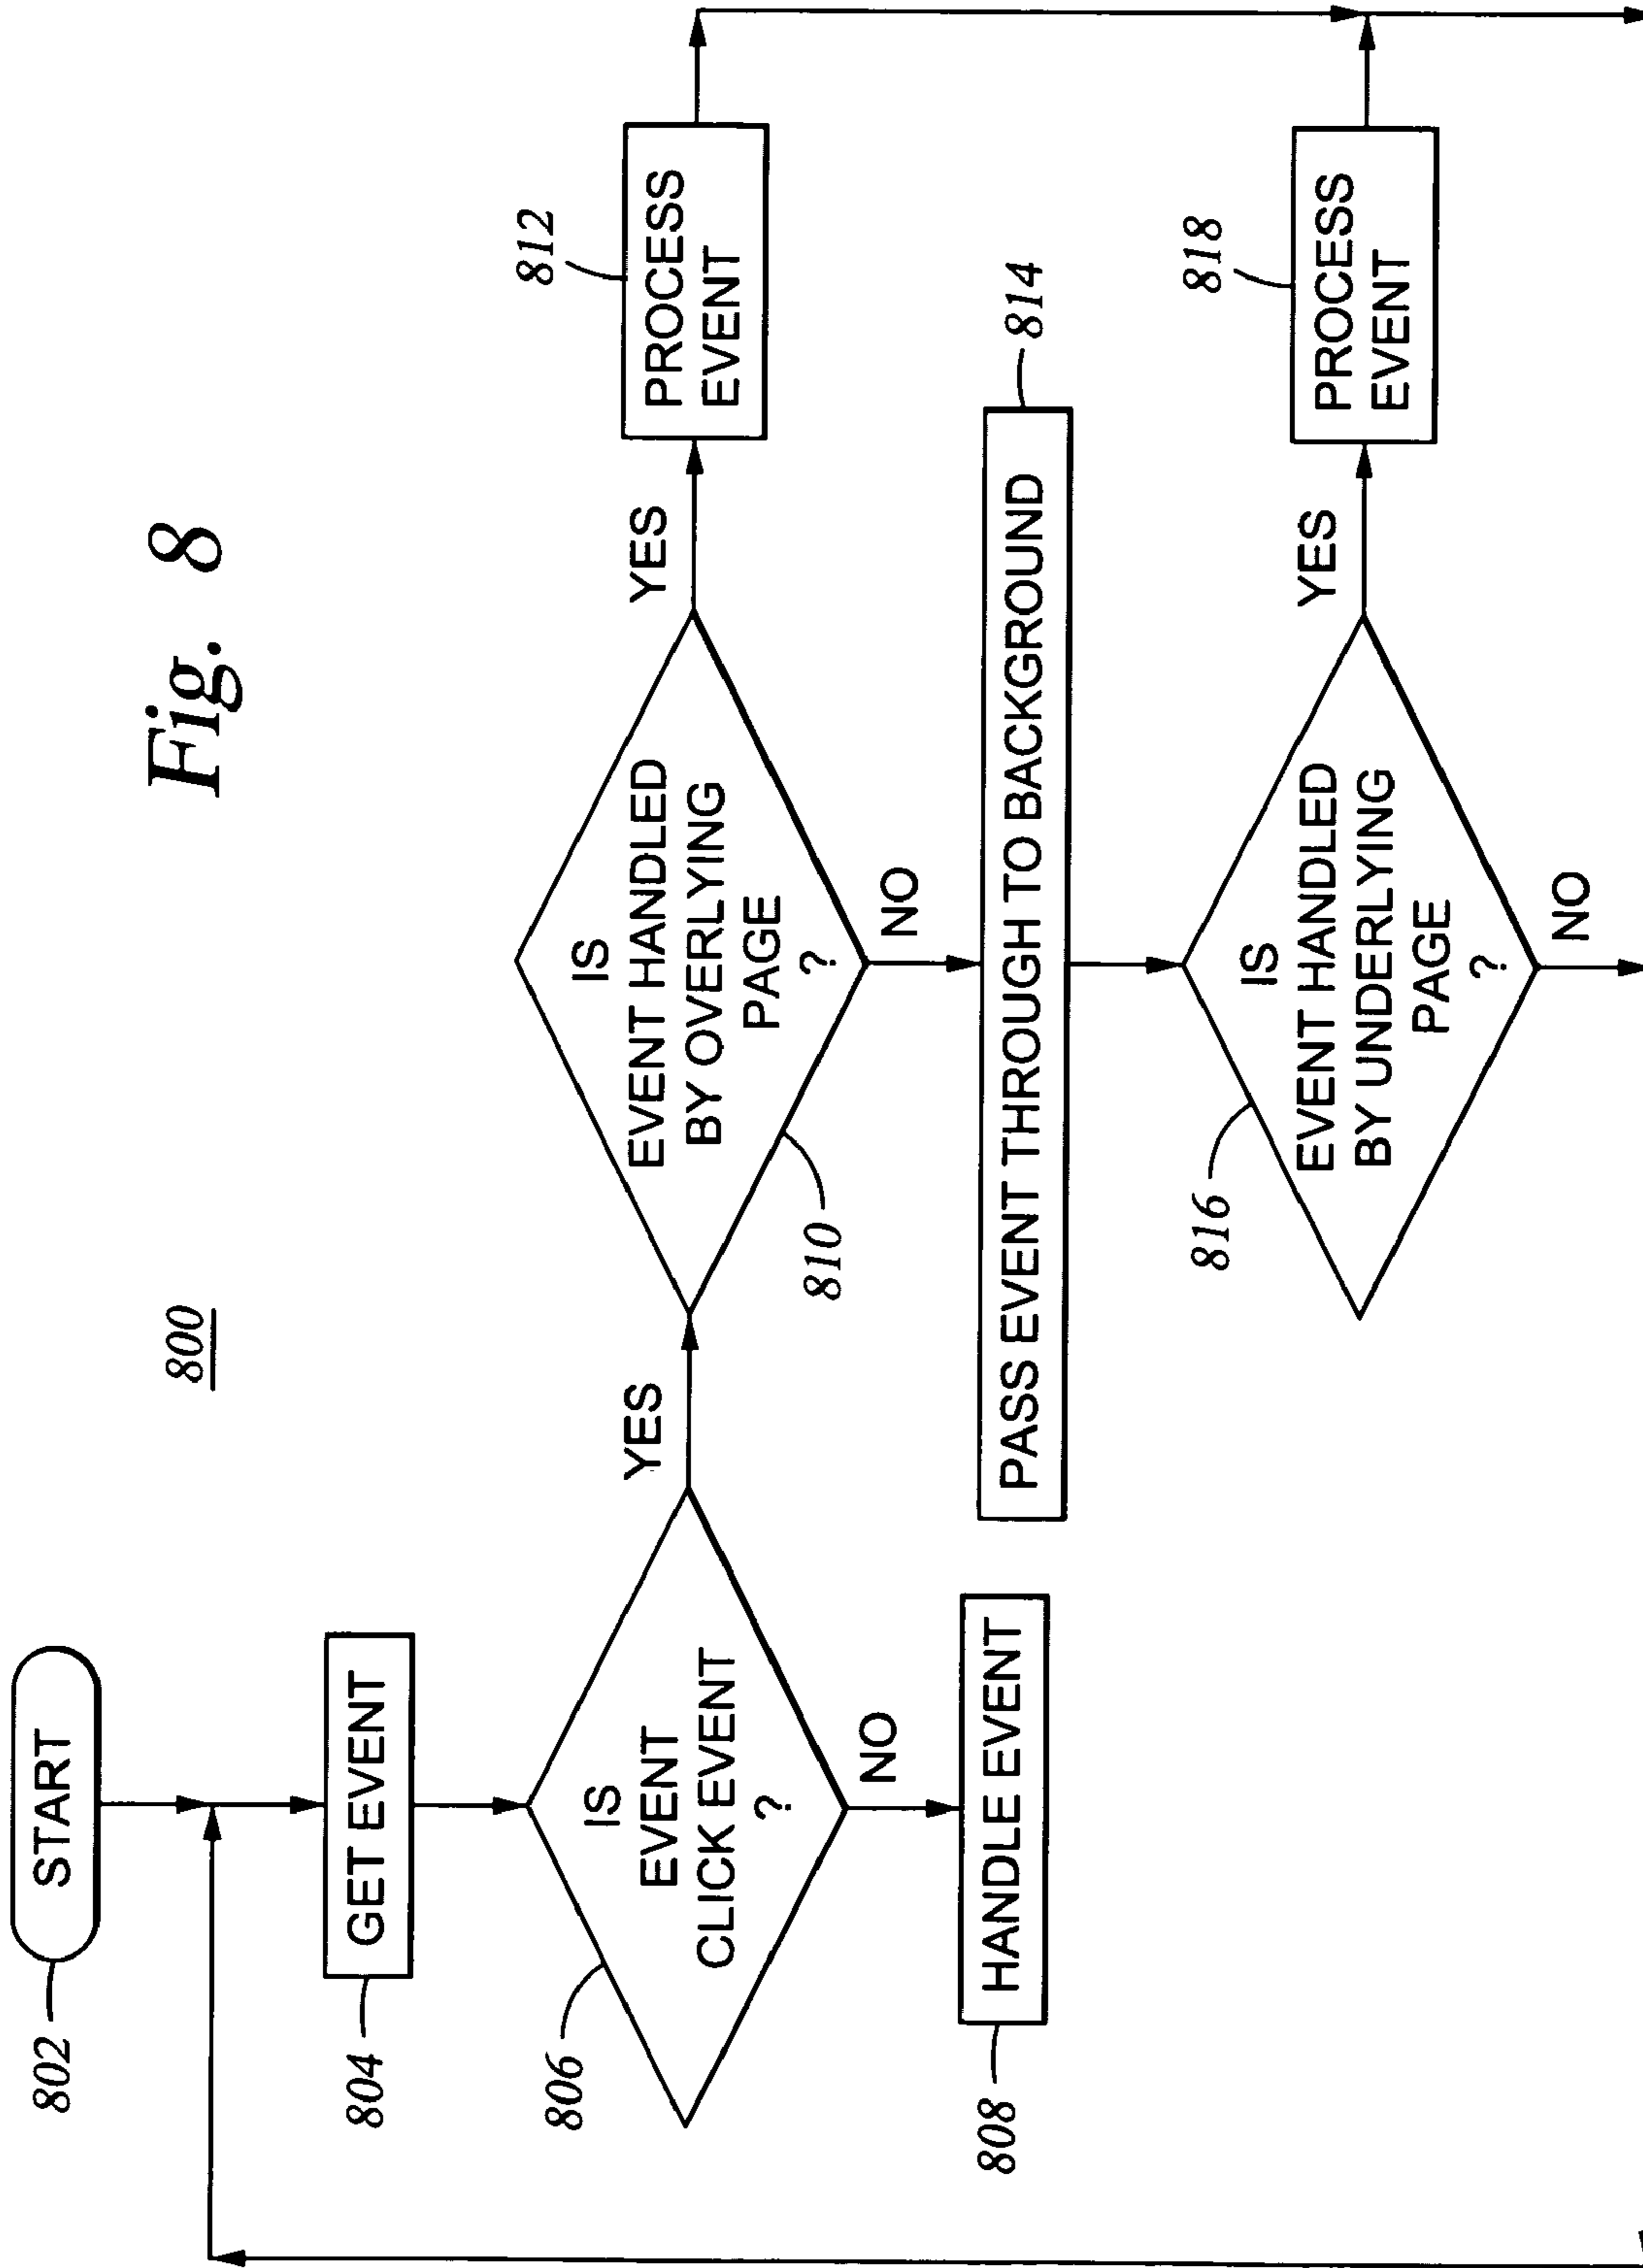 Fig. 8
800
802
START
804
GET EVENT
806
IS
EVENT
CLICK EVENT
?
YES
NO
808
HANDLE EVENT
810
IS
EVENT HANDLED
BY OVERLYING
PAGE
?
YES
NO
812
PROCESS
EVENT
814
PASS EVENT THROUGH TO BACKGROUND
816
IS
EVENT HANDLED
BY UNDERLYING
PAGE
?
YES
NO
818
PROCESS
EVENT